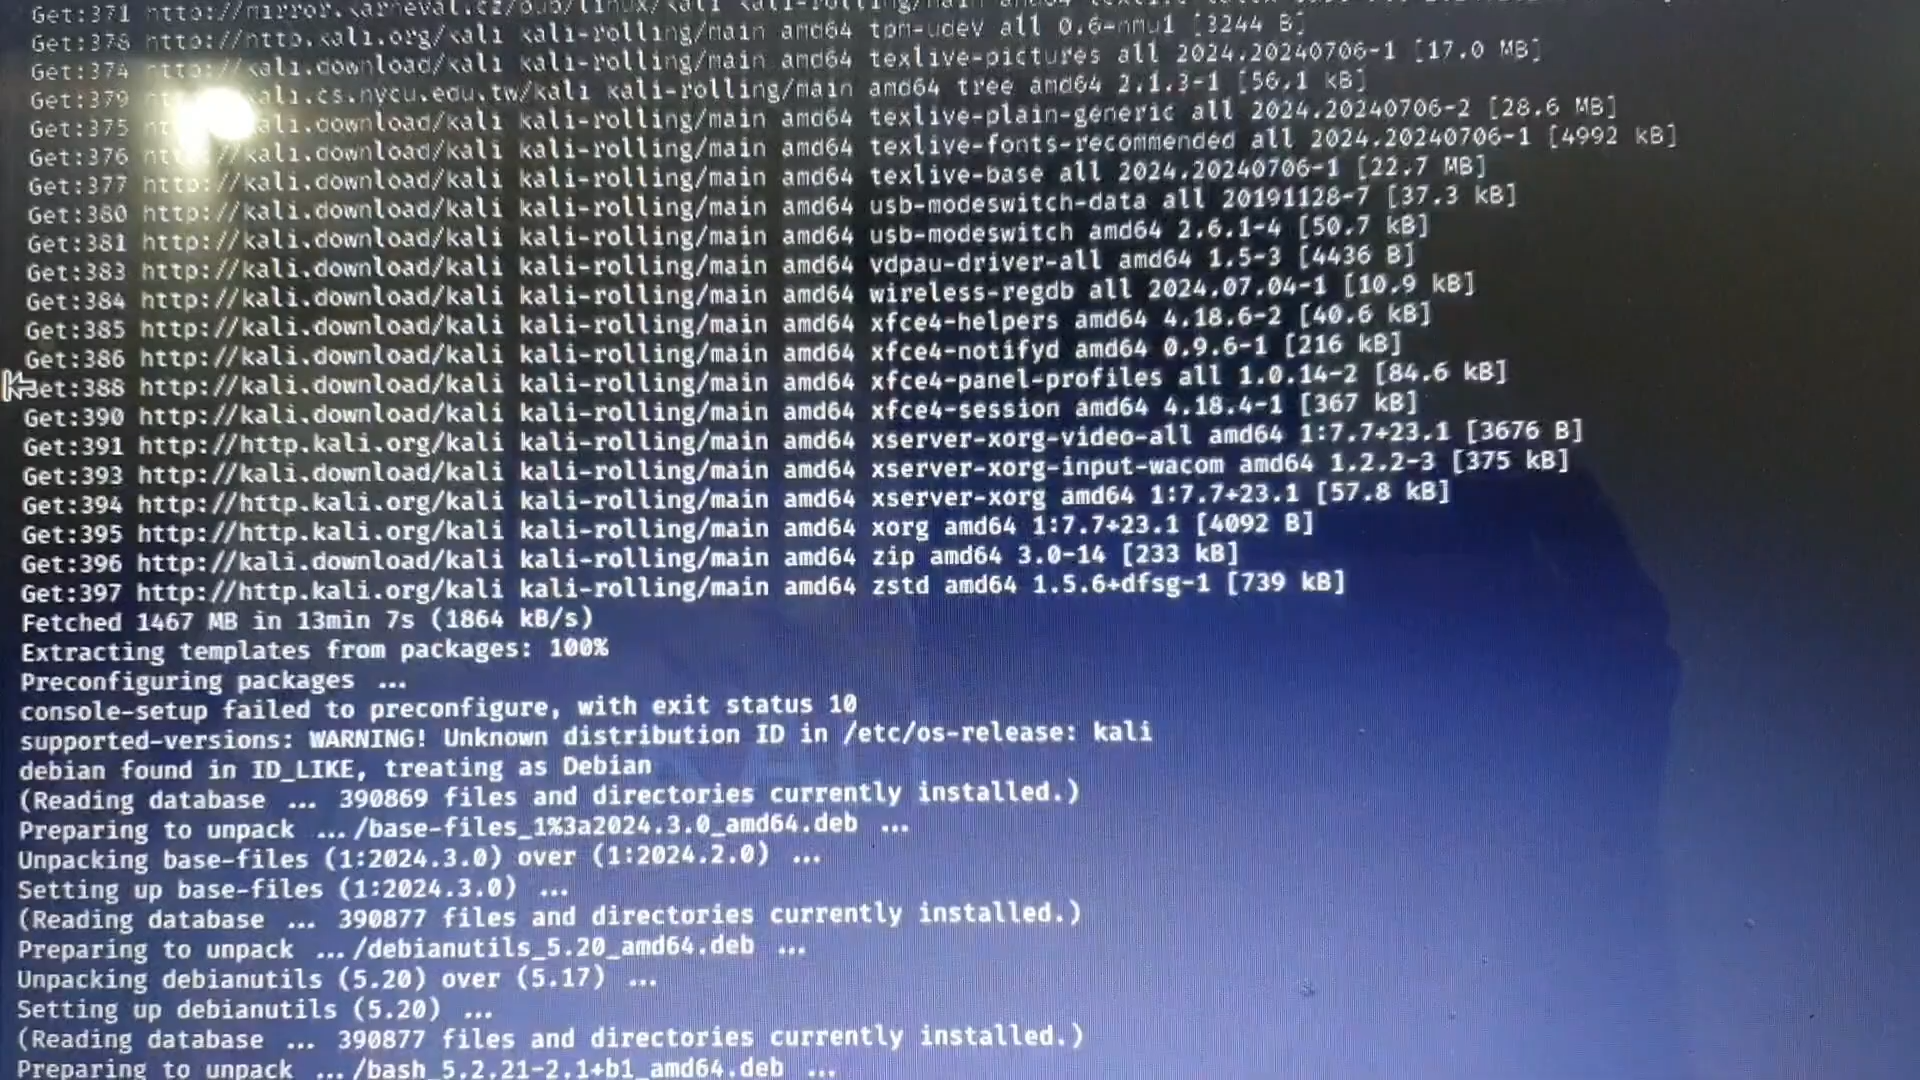 Get:371 http://mirror.karneval.cz/pub/linux/kali kali-rolling/main
Get:378 http://http.kali.org/kali kali-rolling/main amd64 tpm-udev all 0.6-nmu1 [3244 B]
Get:374 http://kali.download/kali kali-rolling/main amd64 texlive-pictures all 2024.20240706-1 [17.0 MB]
Get:379 kali.cs.nycu.edu.tw/kali kali-rolling/main amd64 tree amd64 2.1.3-1 [56.1 kB]
Get:375 kali.download/kali kali-rolling/main amd64 texlive-plain-generic all 2024.20240706-2 [28.6 MB]
Get:376 http://kali.download/kali kali-rolling/main amd64 texlive-fonts-recommended all 2024.20240706-1 [4992 kB]
Get:377 http://kali.download/kali kali-rolling/main amd64 texlive-base all 2024.20240706-1 [22.7 MB]
Get:380 http://kali.download/kali kali-rolling/main amd64 usb-modeswitch-data all 20191128-7 [37.3 kB]
Get:381 http://kali.download/kali kali-rolling/main amd64 usb-modeswitch amd64 2.6.1-4 [50.7 kB]
Get:383 http://kali.download/kali kali-rolling/main amd64 vdpau-driver-all amd64 1.5-3 [4436 B]
Get:384 http://kali.download/kali kali-rolling/main amd64 wireless-regdb all 2024.07.04-1 [10.9 kB]
Get:385 http://kali.download/kali kali-rolling/main amd64 xfce4-helpers amd64 4.18.6-2 [40.6 kB]
Get:386 http://kali.download/kali kali-rolling/main amd64 xfce4-notifyd amd64 0.9.6-1 [216 kB]
Get:388 http://kali.download/kali kali-rolling/main amd64 xfce4-panel-profiles all 1.0.14-2 [84.6 kB]
Get:390 http://kali.download/kali kali-rolling/main amd64 xfce4-session amd64 4.18.4-1 [367 kB]
Get:391 http://http.kali.org/kali kali-rolling/main amd64 xserver-xorg-video-all amd64 1:7.7+23.1 [3676 B]
Get:393 http://kali.download/kali kali-rolling/main amd64 xserver-xorg-input-wacom amd64 1.2.2-3 [375 kB]
Get:394 http://http.kali.org/kali kali-rolling/main amd64 xserver-xorg amd64 1:7.7+23.1 [57.8 kB]
Get:395 http://http.kali.org/kali kali-rolling/main amd64 xorg amd64 1:7.7+23.1 [4092 B]
Get:396 http://kali.download/kali kali-rolling/main amd64 zip amd64 3.0-14 [233 kB]
Get:397 http://http.kali.org/kali kali-rolling/main amd64 zstd amd64 1.5.6+dfsg-1 [739 kB]
Fetched 1467 MB in 13min 7s (1864 kB/s)
Extracting templates from packages: 100%
Preconfiguring packages ...
console-setup failed to preconfigure, with exit status 10
supported-versions: WARNING! Unknown distribution ID in /etc/os-release: kali
debian found in ID_LIKE, treating as Debian
(Reading database ... 390869 files and directories currently installed.)
Preparing to unpack .../base-files_1%3a2024.3.0_amd64.deb ...
Unpacking base-files (1:2024.3.0) over (1:2024.2.0) ...
Setting up base-files (1:2024.3.0) ...
(Reading database ... 390877 files and directories currently installed.)
Preparing to unpack .../debianutils_5.20_amd64.deb ...
Unpacking debianutils (5.20) over (5.17) ...
Setting up debianutils (5.20) ...
(Reading database ... 390877 files and directories currently installed.)
Preparing to unpack .../bash_5.2.21-2.1+b1_amd64.deb ...